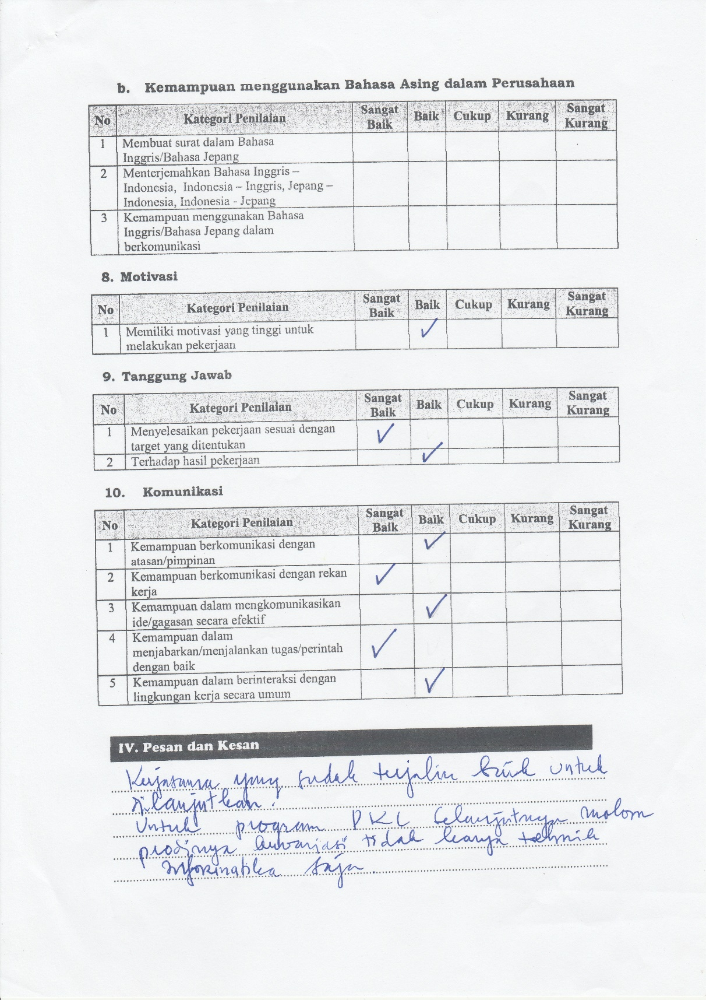 b. Kemampuan menggunakan Bahasa Asing dalam Perusahaan
No Kategori Penilaian Sangat Baik Baik Cukup Kurang Sangat Kurang
1 Membuat surat dalam Bahasa
Inggris/Bahasa Jepang
2 Menterjemahkan Bahasa Inggris –
Indonesia, Indonesia – Inggris, Jepang –
Indonesia, Indonesia - Jepang
3 Kemampuan menggunakan Bahasa
Inggris/Bahasa Jepang dalam
berkomunikasi
8. Motivasi
No Kategori Penilaian Sangat Baik Baik Cukup Kurang Sangat Kurang
1 Memiliki motivasi yang tinggi untuk ✓
melakukan pekerjaan
9. Tanggung Jawab
No Kategori Penilaian Sangat Baik Baik Cukup Kurang Sangat Kurang
1 Menyelesaikan pekerjaan sesuai dengan ✓
target yang ditentukan
2 Terhadap hasil pekerjaan ✓
10. Komunikasi
No Kategori Penilaian Sangat Baik Baik Cukup Kurang Sangat Kurang
1 Kemampuan berkomunikasi dengan ✓
atasan/pimpinan
2 Kemampuan berkomunikasi dengan rekan ✓
kerja
3 Kemampuan dalam mengkomunikasikan ✓
ide/gagasan secara efektif
4 Kemampuan dalam
menjabarkan/menjalankan tugas/perintah ✓
dengan baik
5 Kemampuan dalam berinteraksi dengan ✓
lingkungan kerja secara umum
IV. Pesan dan Kesan
Kerjasama yang sudah terjalin baik untuk
dilanjutkan.
Untuk program PKL selanjutnya mohon
prodinya bervariasi tidak hanya tehnik
informatika saja.